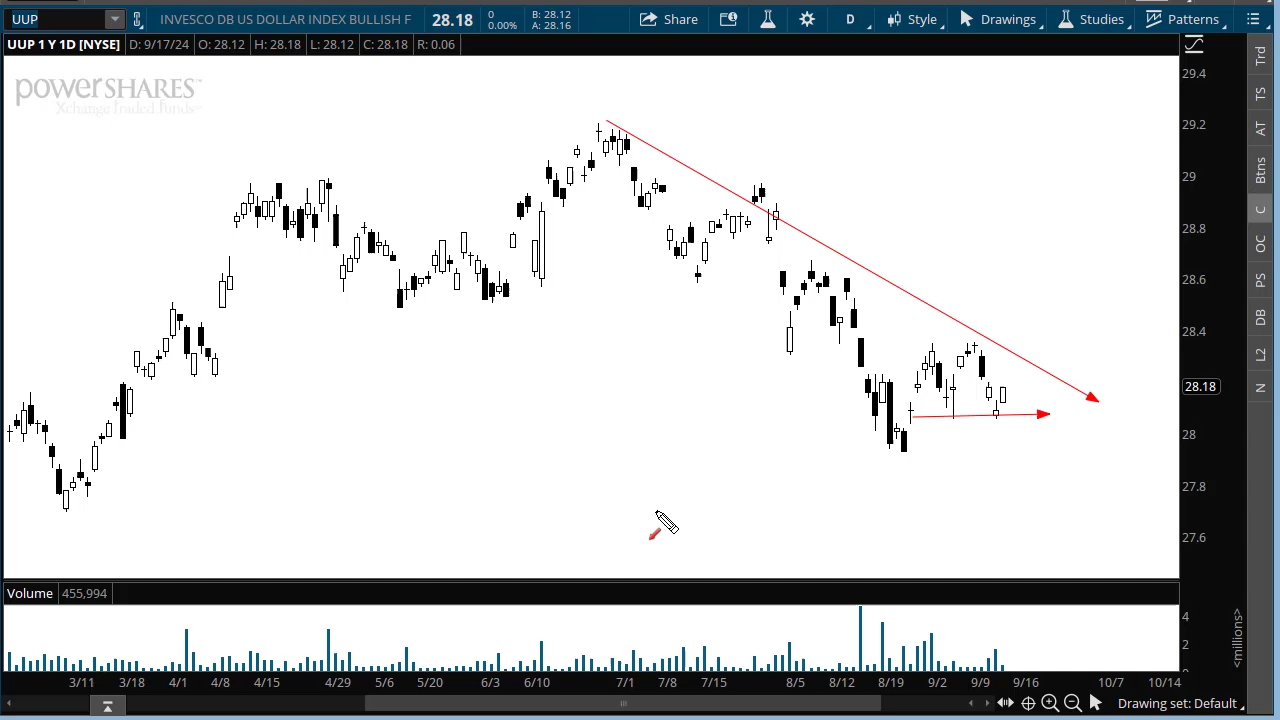 UUP INVESCO DB US DOLLAR INDEX BULLISH F 28.18 0 0.00% B: 28.12 A: 28.16 Share D Style Drawings Studies Patterns
UUP 1 Y 1D [NYSE] D: 9/17/24 O: 28.12 H: 28.18 L: 28.12 C: 28.18 R: 0.06
powerSHARES
Xchange Traded Funds
29.4
29.2
29
28.8
28.6
28.4
28.18
28
27.8
27.6
Trd
TS
AT
Btns
C
OC
PS
DB
L2
N
Volume 455,994
4
2
<millions>
3/11 3/18 4/1 4/8 4/15 4/29 5/6 5/20 6/3 6/10 7/1 7/8 7/15 8/5 8/12 8/19 9/2 9/9 9/16 10/7 10/14
Drawing set: Default